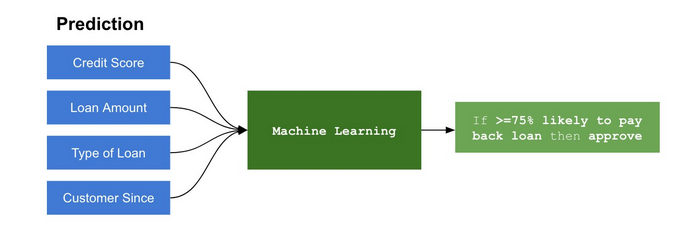 Prediction
Credit Score
Loan Amount
Type of Loan
Customer Since
Machine Learning
If >=75% likely to pay
back loan then approve